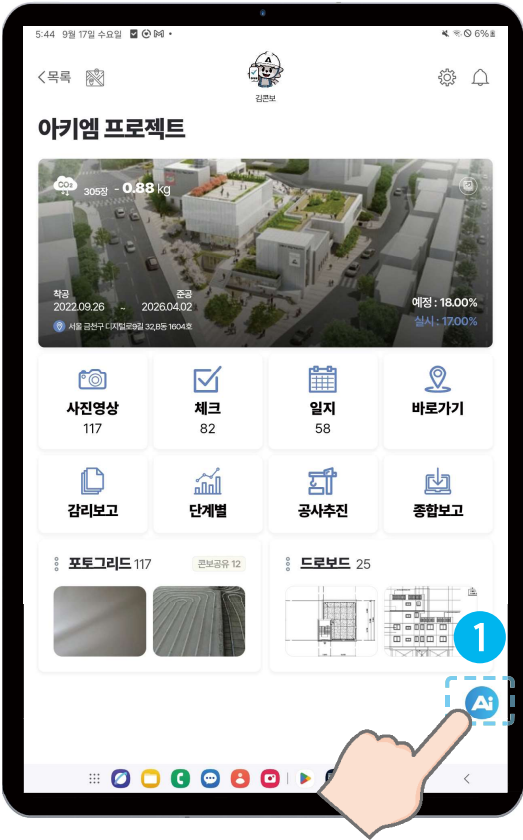 5:44 9월 17일 수요일
6%
목록
김콘보
아키엠 프로젝트
CO₂ 305장 - 0.88 kg
착공 준공
2022.09.26 ~ 2026.04.02
예정 : 18.00%
서울 금천구 디지털로9길 32,B동 1604호
실시 : 17.00%
사진영상 체크 일지 바로가기
117 82 58
감리보고 단계별 공사추진 종합보고
포토그리드 117 콘보공유 12 드로보드 25
1
Ai